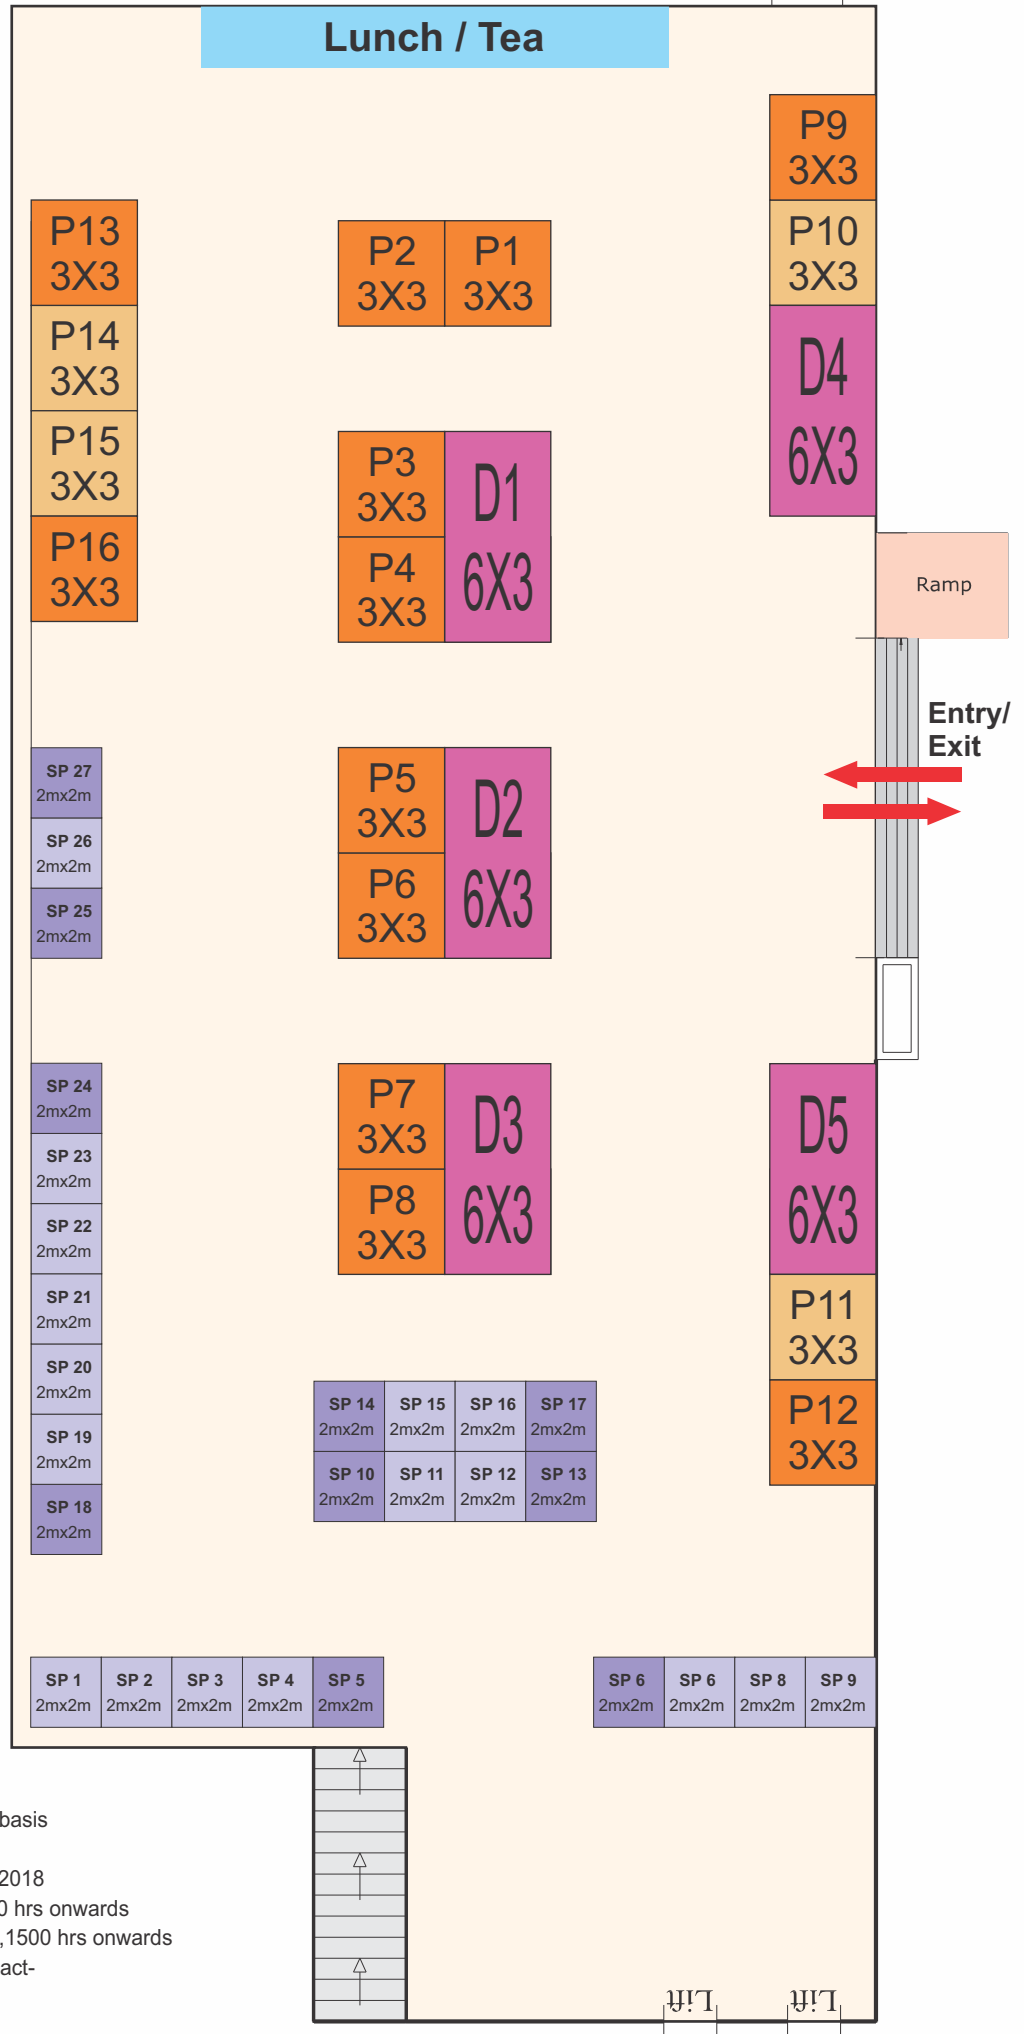 Lunch / Tea
P9
3X3
P10
3X3
D4
6X3
P13
3X3
P14
3X3
P15
3X3
P16
3X3
P2
3X3
P1
3X3
P3
3X3
P4
3X3
D1
6X3
Ramp
Entry/
Exit
SP 27
2mx2m
SP 26
2mx2m
SP 25
2mx2m
P5
3X3
P6
3X3
D2
6X3
SP 24
2mx2m
SP 23
2mx2m
SP 22
2mx2m
SP 21
2mx2m
SP 20
2mx2m
SP 19
2mx2m
SP 18
2mx2m
P7
3X3
P8
3X3
D3
6X3
D5
6X3
P11
3X3
P12
3X3
SP 14
2mx2m
SP 15
2mx2m
SP 16
2mx2m
SP 17
2mx2m
SP 10
2mx2m
SP 11
2mx2m
SP 12
2mx2m
SP 13
2mx2m
SP 1
2mx2m
SP 2
2mx2m
SP 3
2mx2m
SP 4
2mx2m
SP 5
2mx2m
SP 6
2mx2m
SP 6
2mx2m
SP 8
2mx2m
SP 9
2mx2m
basis
2018
0 hrs onwards
,1500 hrs onwards
act-
Lift
Lift